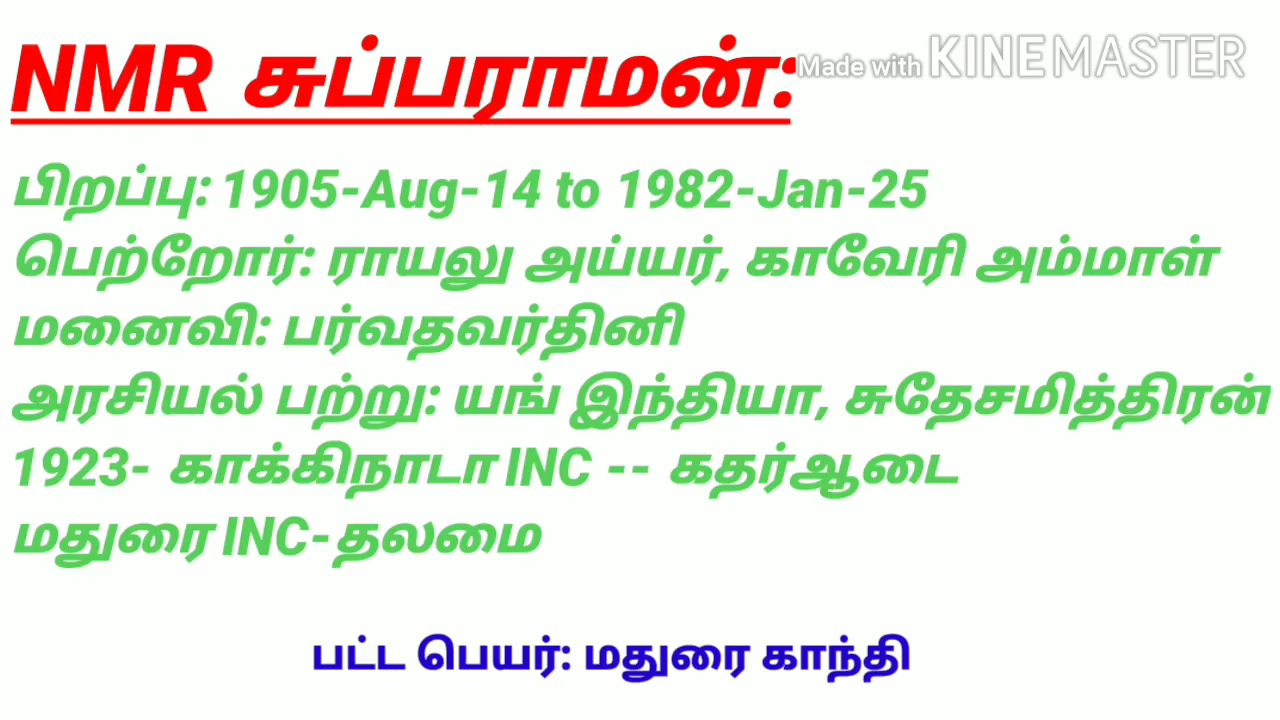 NMR சுப்பராமன்:
Made with KINEMASTER
பிறப்பு: 1905-Aug-14 to 1982-Jan-25
பெற்றோர்: ராயலு அய்யர், காவேரி அம்மாள்
மனைவி: பர்வதவர்தினி
அரசியல் பற்று: யங் இந்தியா, சுதேசமித்திரன்
1923- காக்கிநாடா INC -- கதர்ஆடை
மதுரை INC-தலமை
பட்ட பெயர்: மதுரை காந்தி